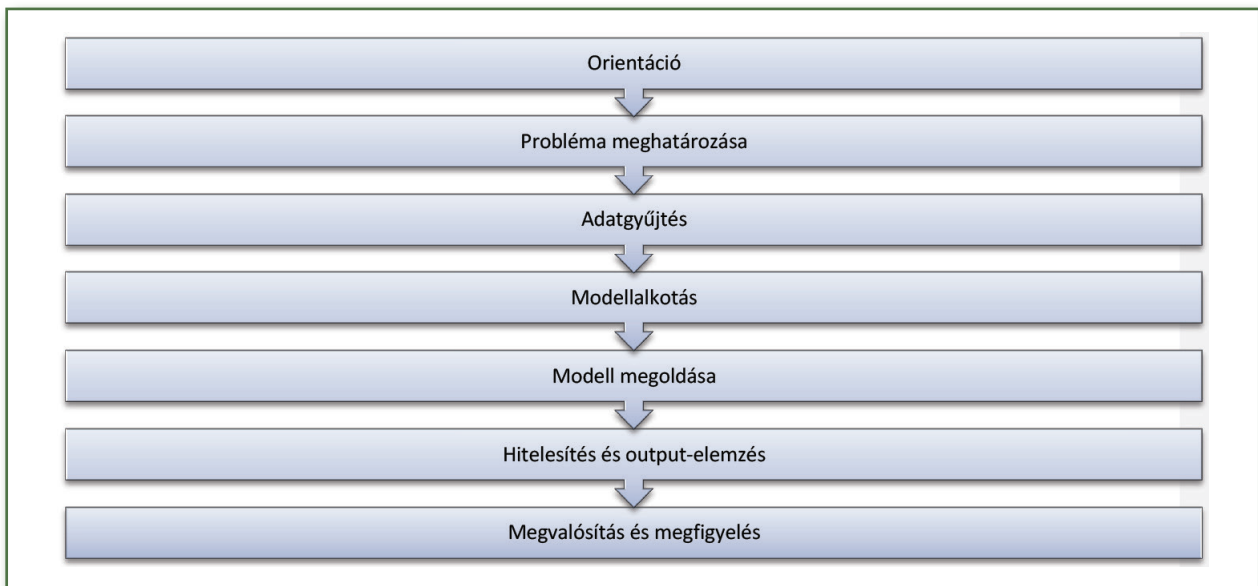 Orientáció
Probléma meghatározása
Adatgyűjtés
Modellalkotás
Modell megoldása
Hitelesítés és output-elemzés
Megvalósítás és megfigyelés